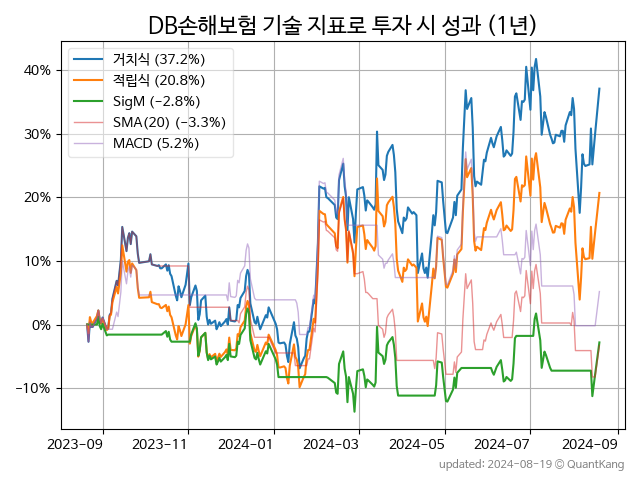 DB손해보험 기술 지표로 투자 시 성과 (1년)
거치식 (37.2%)
적립식 (20.8%)
SigM (−2.8%)
SMA(20) (−3.3%)
MACD (5.2%)
40%
30%
20%
10%
0%
−10%
2023-09 2023-11 2024-01 2024-03 2024-05 2024-07 2024-09
updated: 2024-08-19 © QuantKang